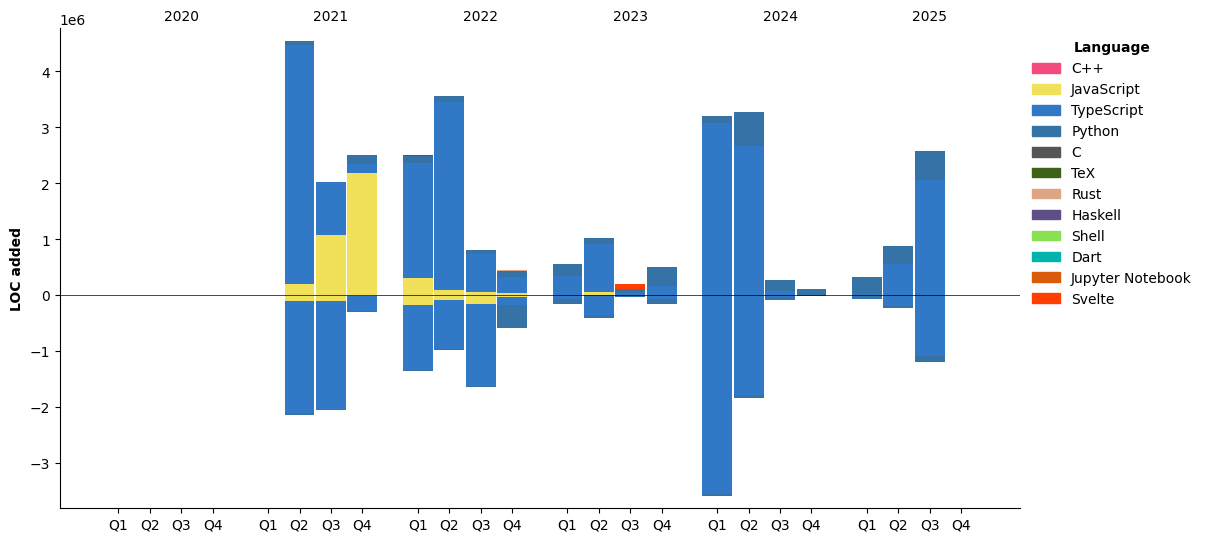 1e6
2020 2021 2022 2023 2024 2025
LOC added
4
3
2
1
0
−1
−2
−3
Q1 Q2 Q3 Q4 Q1 Q2 Q3 Q4 Q1 Q2 Q3 Q4 Q1 Q2 Q3 Q4 Q1 Q2 Q3 Q4 Q1 Q2 Q3 Q4
Language
C++
JavaScript
TypeScript
Python
C
TeX
Rust
Haskell
Shell
Dart
Jupyter Notebook
Svelte